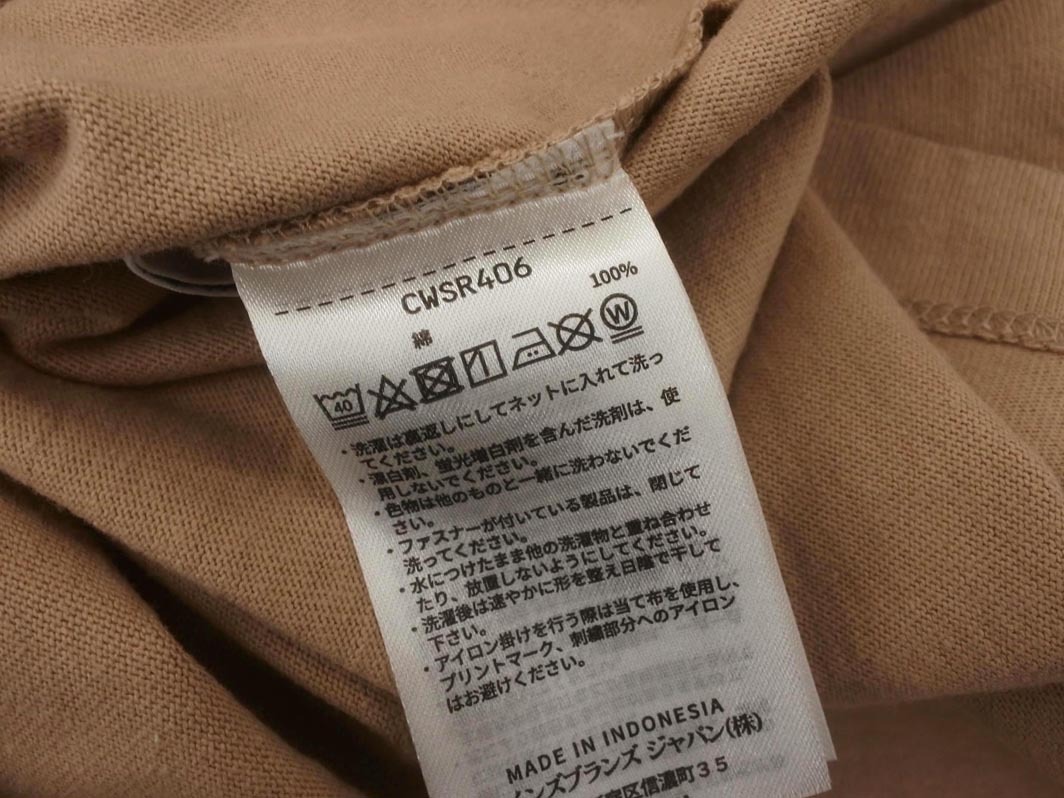 CWSR406
綿 100%
40 W
・洗濯は裏返しにしてネットに入れて洗っ
てください。
・漂白剤、蛍光増白剤を含んだ洗剤は、使
用しないでください。
・色物は他のものと一緒に洗わないでくだ
さい。
・ファスナーが付いている製品は、閉じて
洗ってください。
・水につけたまま他の洗濯物と重ね合わせ
たり、放置しないようにしてください。
・洗濯後は速やかに形を整え日陰で干して
下さい。
・アイロン掛けを行う際は当て布を使用し、
プリントマーク、刺繍部分へのアイロン
はお避けください。
MADE IN INDONESIA
インズブランズ ジャパン(株)
区信濃町35